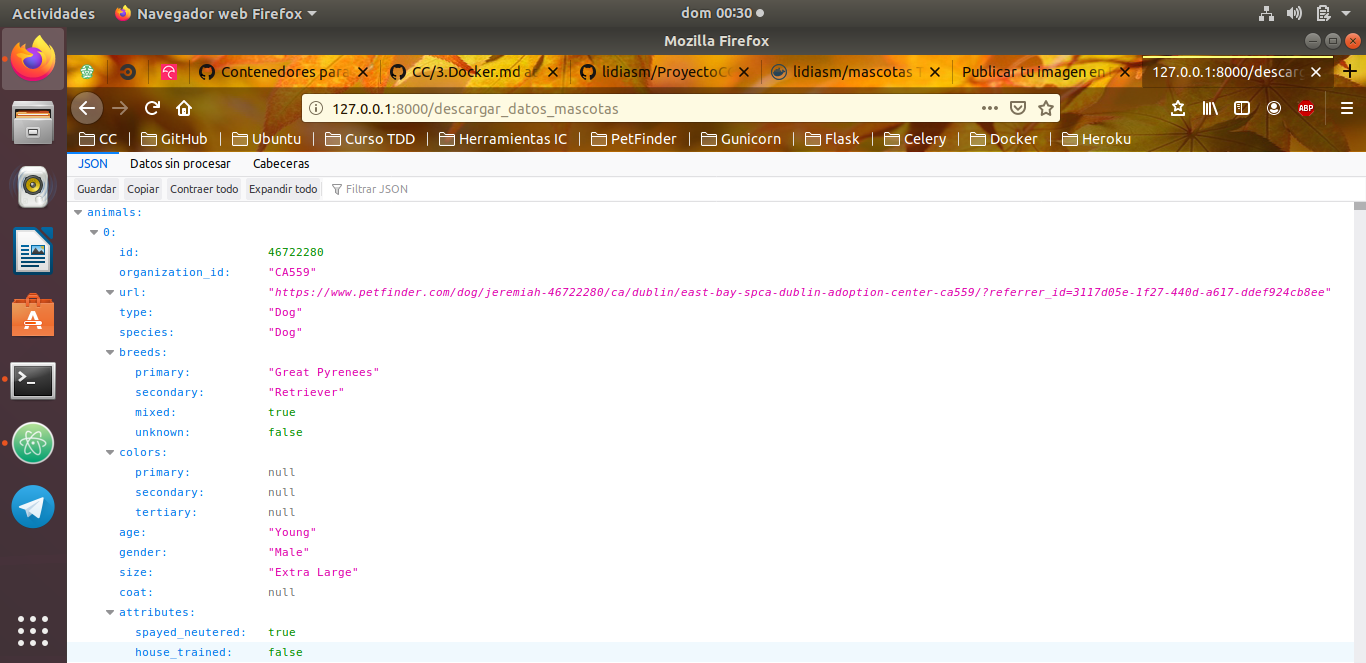 Actividades Navegador web Firefox dom 00:30
Mozilla Firefox
Contenedores para CC/3.Docker.md at lidiasm/ProyectoCC lidiasm/mascotas Publicar tu imagen en 127.0.0.1:8000/descarg
127.0.0.1:8000/descargar_datos_mascotas ABP
CC GitHub Ubuntu Curso TDD Herramientas IC PetFinder Gunicorn Flask Celery Docker Heroku
JSON Datos sin procesar Cabeceras
Guardar Copiar Contraer todo Expandir todo Filtrar JSON
animals:
0:
id: 46722280
organization_id: "CA559"
url: "https://www.petfinder.com/dog/jeremiah-46722280/ca/dublin/east-bay-spca-dublin-adoption-center-ca559/?referrer_id=3117d05e-1f27-440d-a617-ddef924cb8ee"
type: "Dog"
species: "Dog"
breeds:
primary: "Great Pyrenees"
secondary: "Retriever"
mixed: true
unknown: false
colors:
primary: null
secondary: null
tertiary: null
age: "Young"
gender: "Male"
size: "Extra Large"
coat: null
attributes:
spayed_neutered: true
house_trained: false